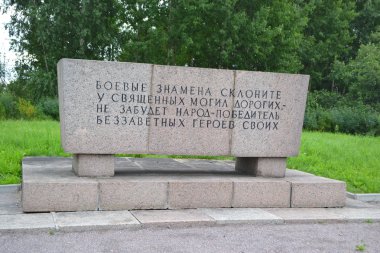 БОЕВЫЕ ЗНАМЕНА СКЛОНИТЕ
У СВЯЩЕННЫХ МОГИЛ ДОРОГИХ,-
НЕ ЗАБУДЕТ НАРОД-ПОБЕДИТЕЛЬ
БЕЗЗАВЕТНЫХ ГЕРОЕВ СВОИХ